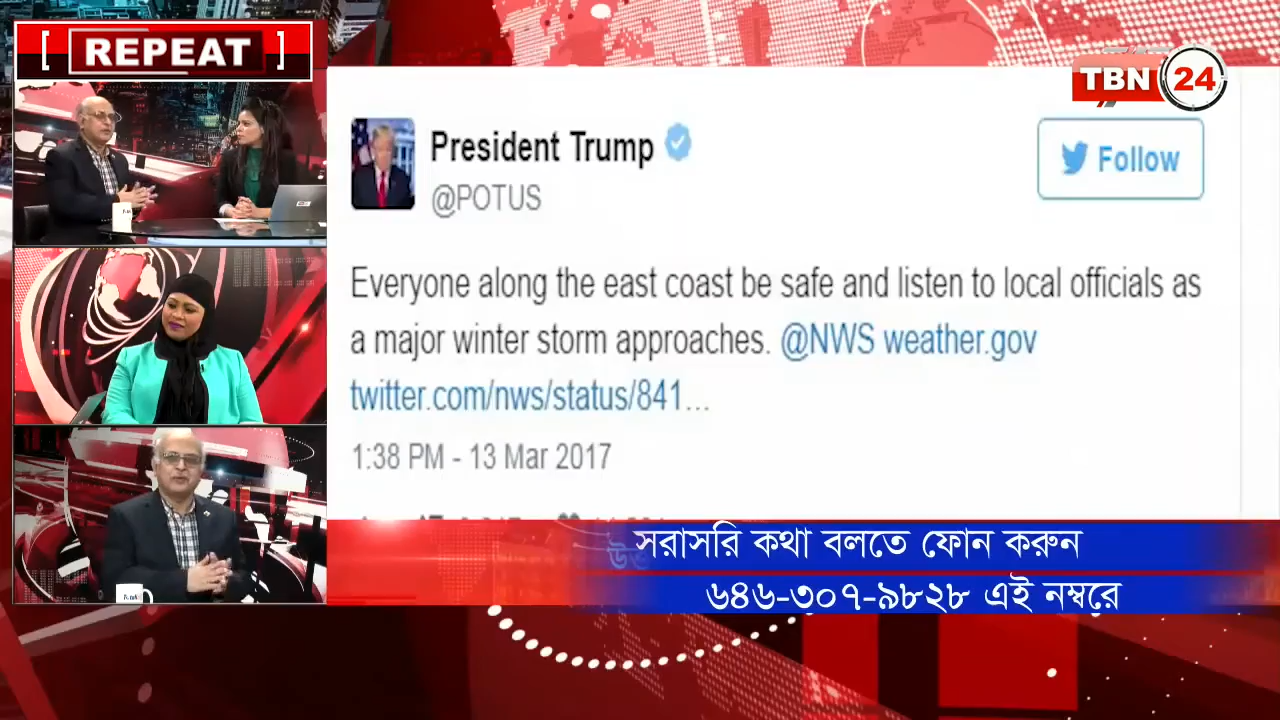 [ REPEAT ]
TBN 24
President Trump
@POTUS
Follow
Everyone along the east coast be safe and listen to local officials as
a major winter storm approaches. @NWS weather.gov
twitter.com/nws/status/841...
1:38 PM - 13 Mar 2017
সরাসরি কথা বলতে ফোন করুন
৬৪৬-৩০৭-৯৮২৮ এই নম্বরে